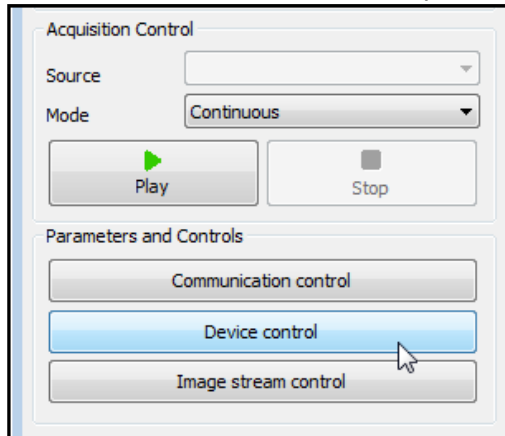 Acquisition Control
Source
Mode Continuous
Play Stop
Parameters and Controls
Communication control
Device control
Image stream control